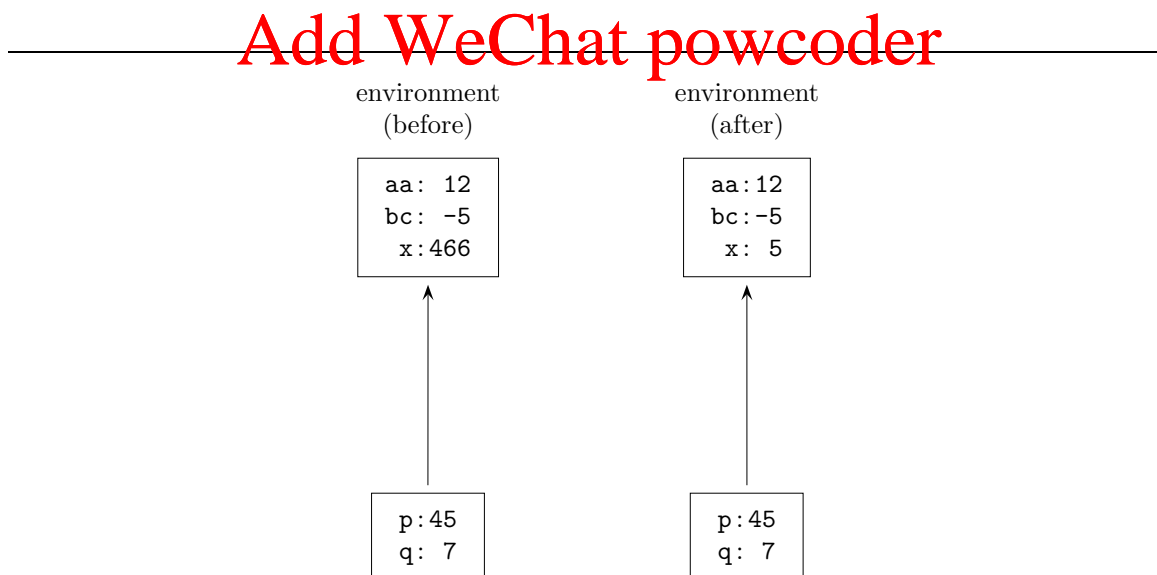 Add WeChat powcoder
environment environment
(before) (after)
aa: 12 aa:12
bc: -5 bc:-5
x:466 x: 5
p:45 p:45
q: 7 q: 7